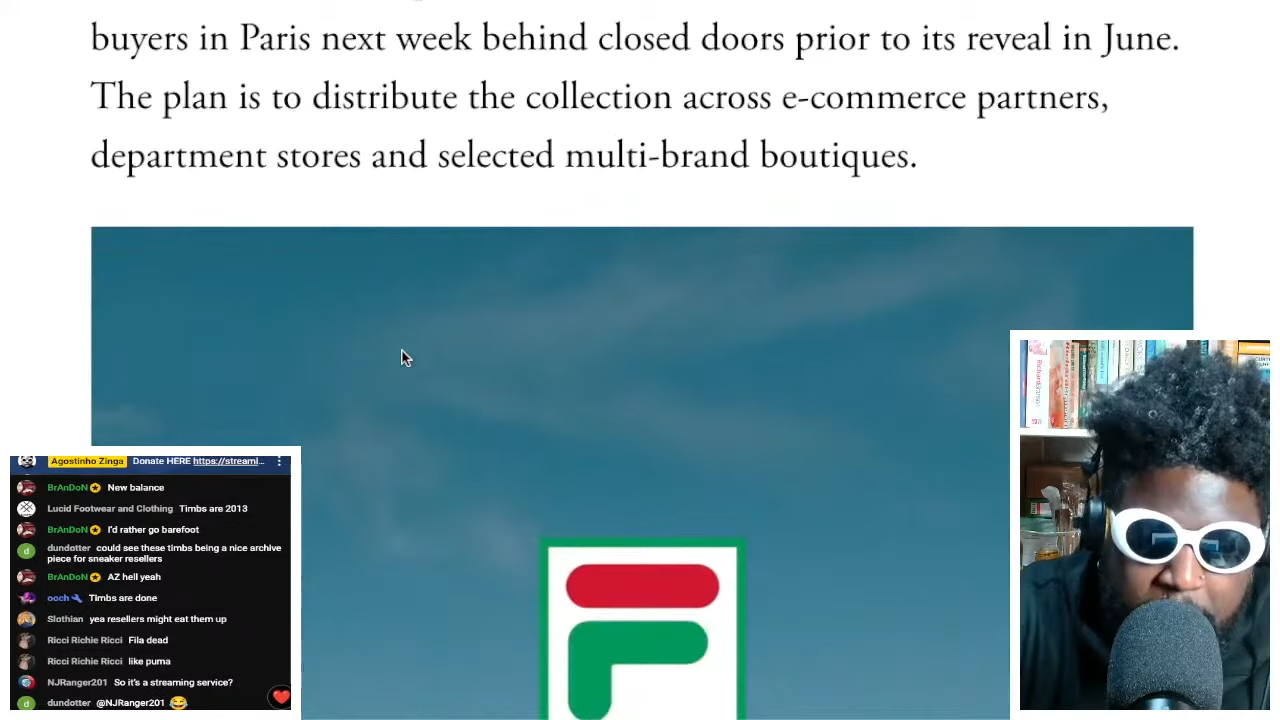 buyers in Paris next week behind closed doors prior to its reveal in June.
The plan is to distribute the collection across e-commerce partners,
department stores and selected multi-brand boutiques.
Agostinho Zinga Donate HERE https://streaml...
BrAnDoN New balance
Lucid Footwear and Clothing Timbs are 2013
BrAnDoN I'd rather go barefoot
dundotter could see these timbs being a nice archive
piece for sneaker resellers
BrAnDoN AZ hell yeah
occh Timbs are done
Slothian yea resellers might eat them up
Ricci Richie Ricci Fila dead
Ricci Richie Ricci like puma
NJRanger201 So it's a streaming service?
dundotter @NJRanger201